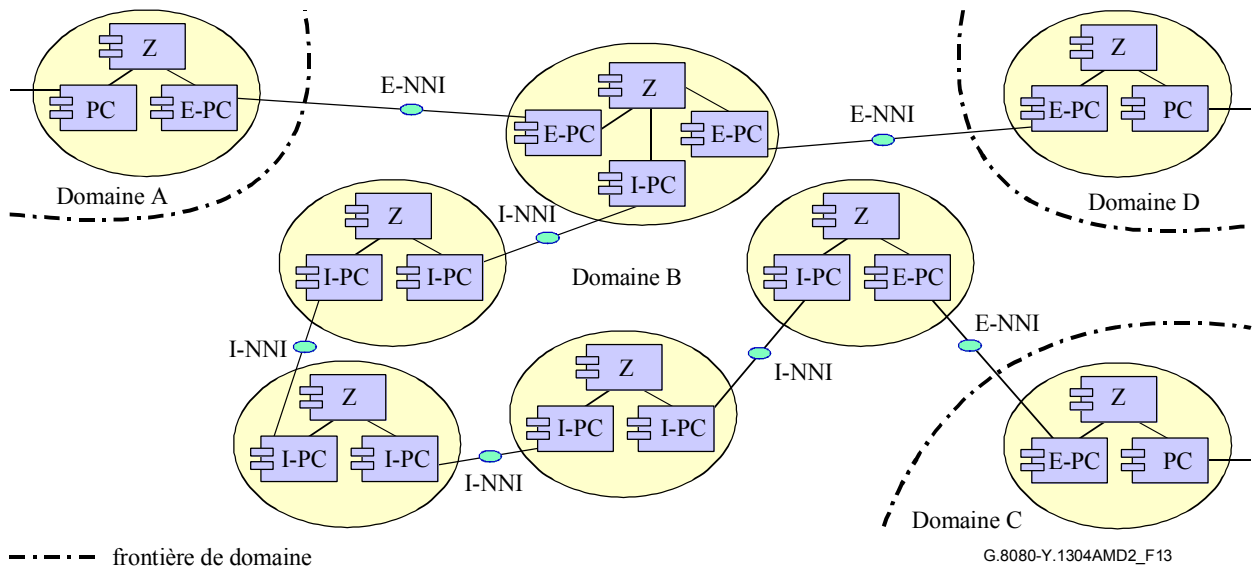 Z
PC
E-PC
Domaine A
E-NNI
Z
E-PC
E-PC
I-PC
E-NNI
Z
E-PC
PC
Domaine D
I-NNI
Z
I-PC
I-PC
Domaine B
Z
I-PC
E-PC
I-NNI
E-NNI
I-NNI
Z
I-PC
I-PC
I-NNI
Z
I-PC
I-PC
Z
E-PC
PC
Domaine C
frontière de domaine
G.8080-Y.1304AMD2_F13